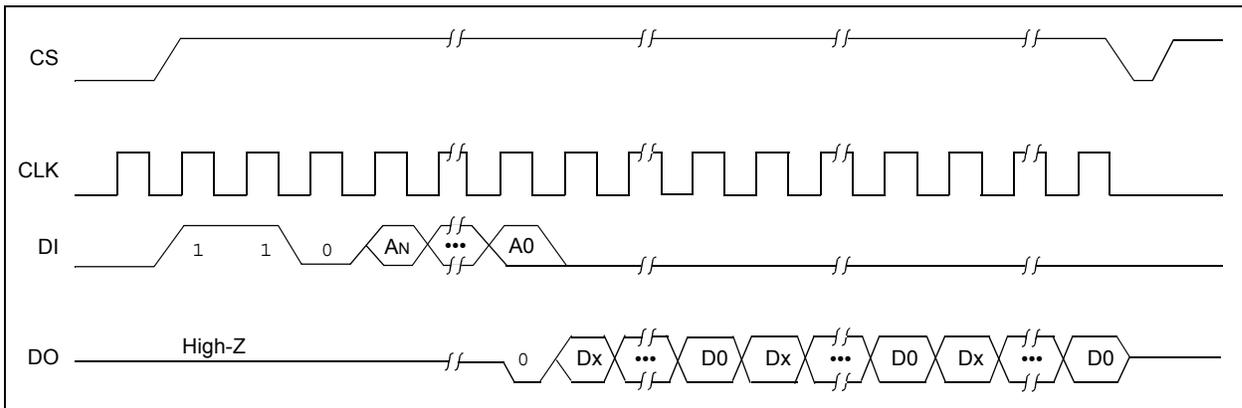 CS
CLK
DI 1 1 0 AN ••• A0
High-Z
DO 0 Dx ••• D0 Dx ••• D0 Dx ••• D0